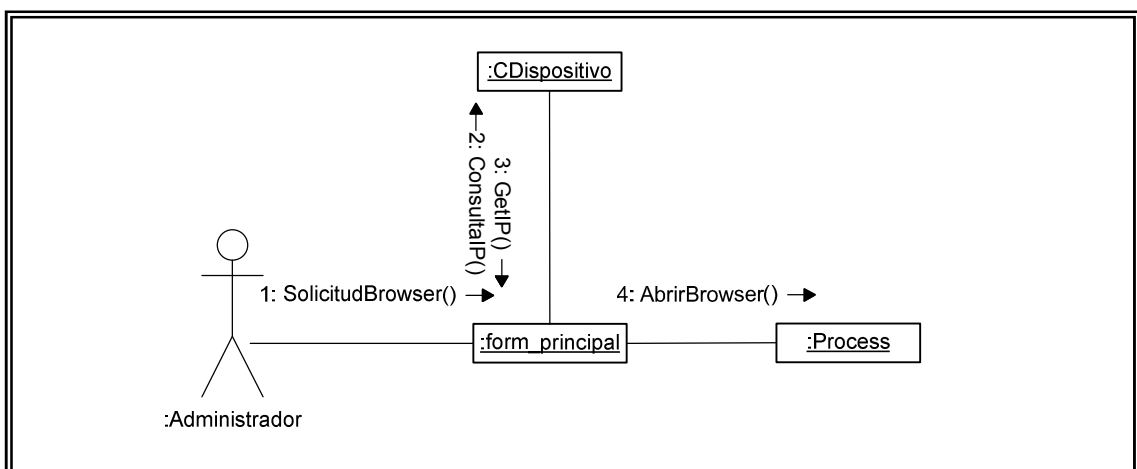 :CDispositivo
2: ConsultaIP()
3: GetIP()
1: SolicitudBrowser()
4: AbrirBrowser()
:form_principal
:Process
:Administrador